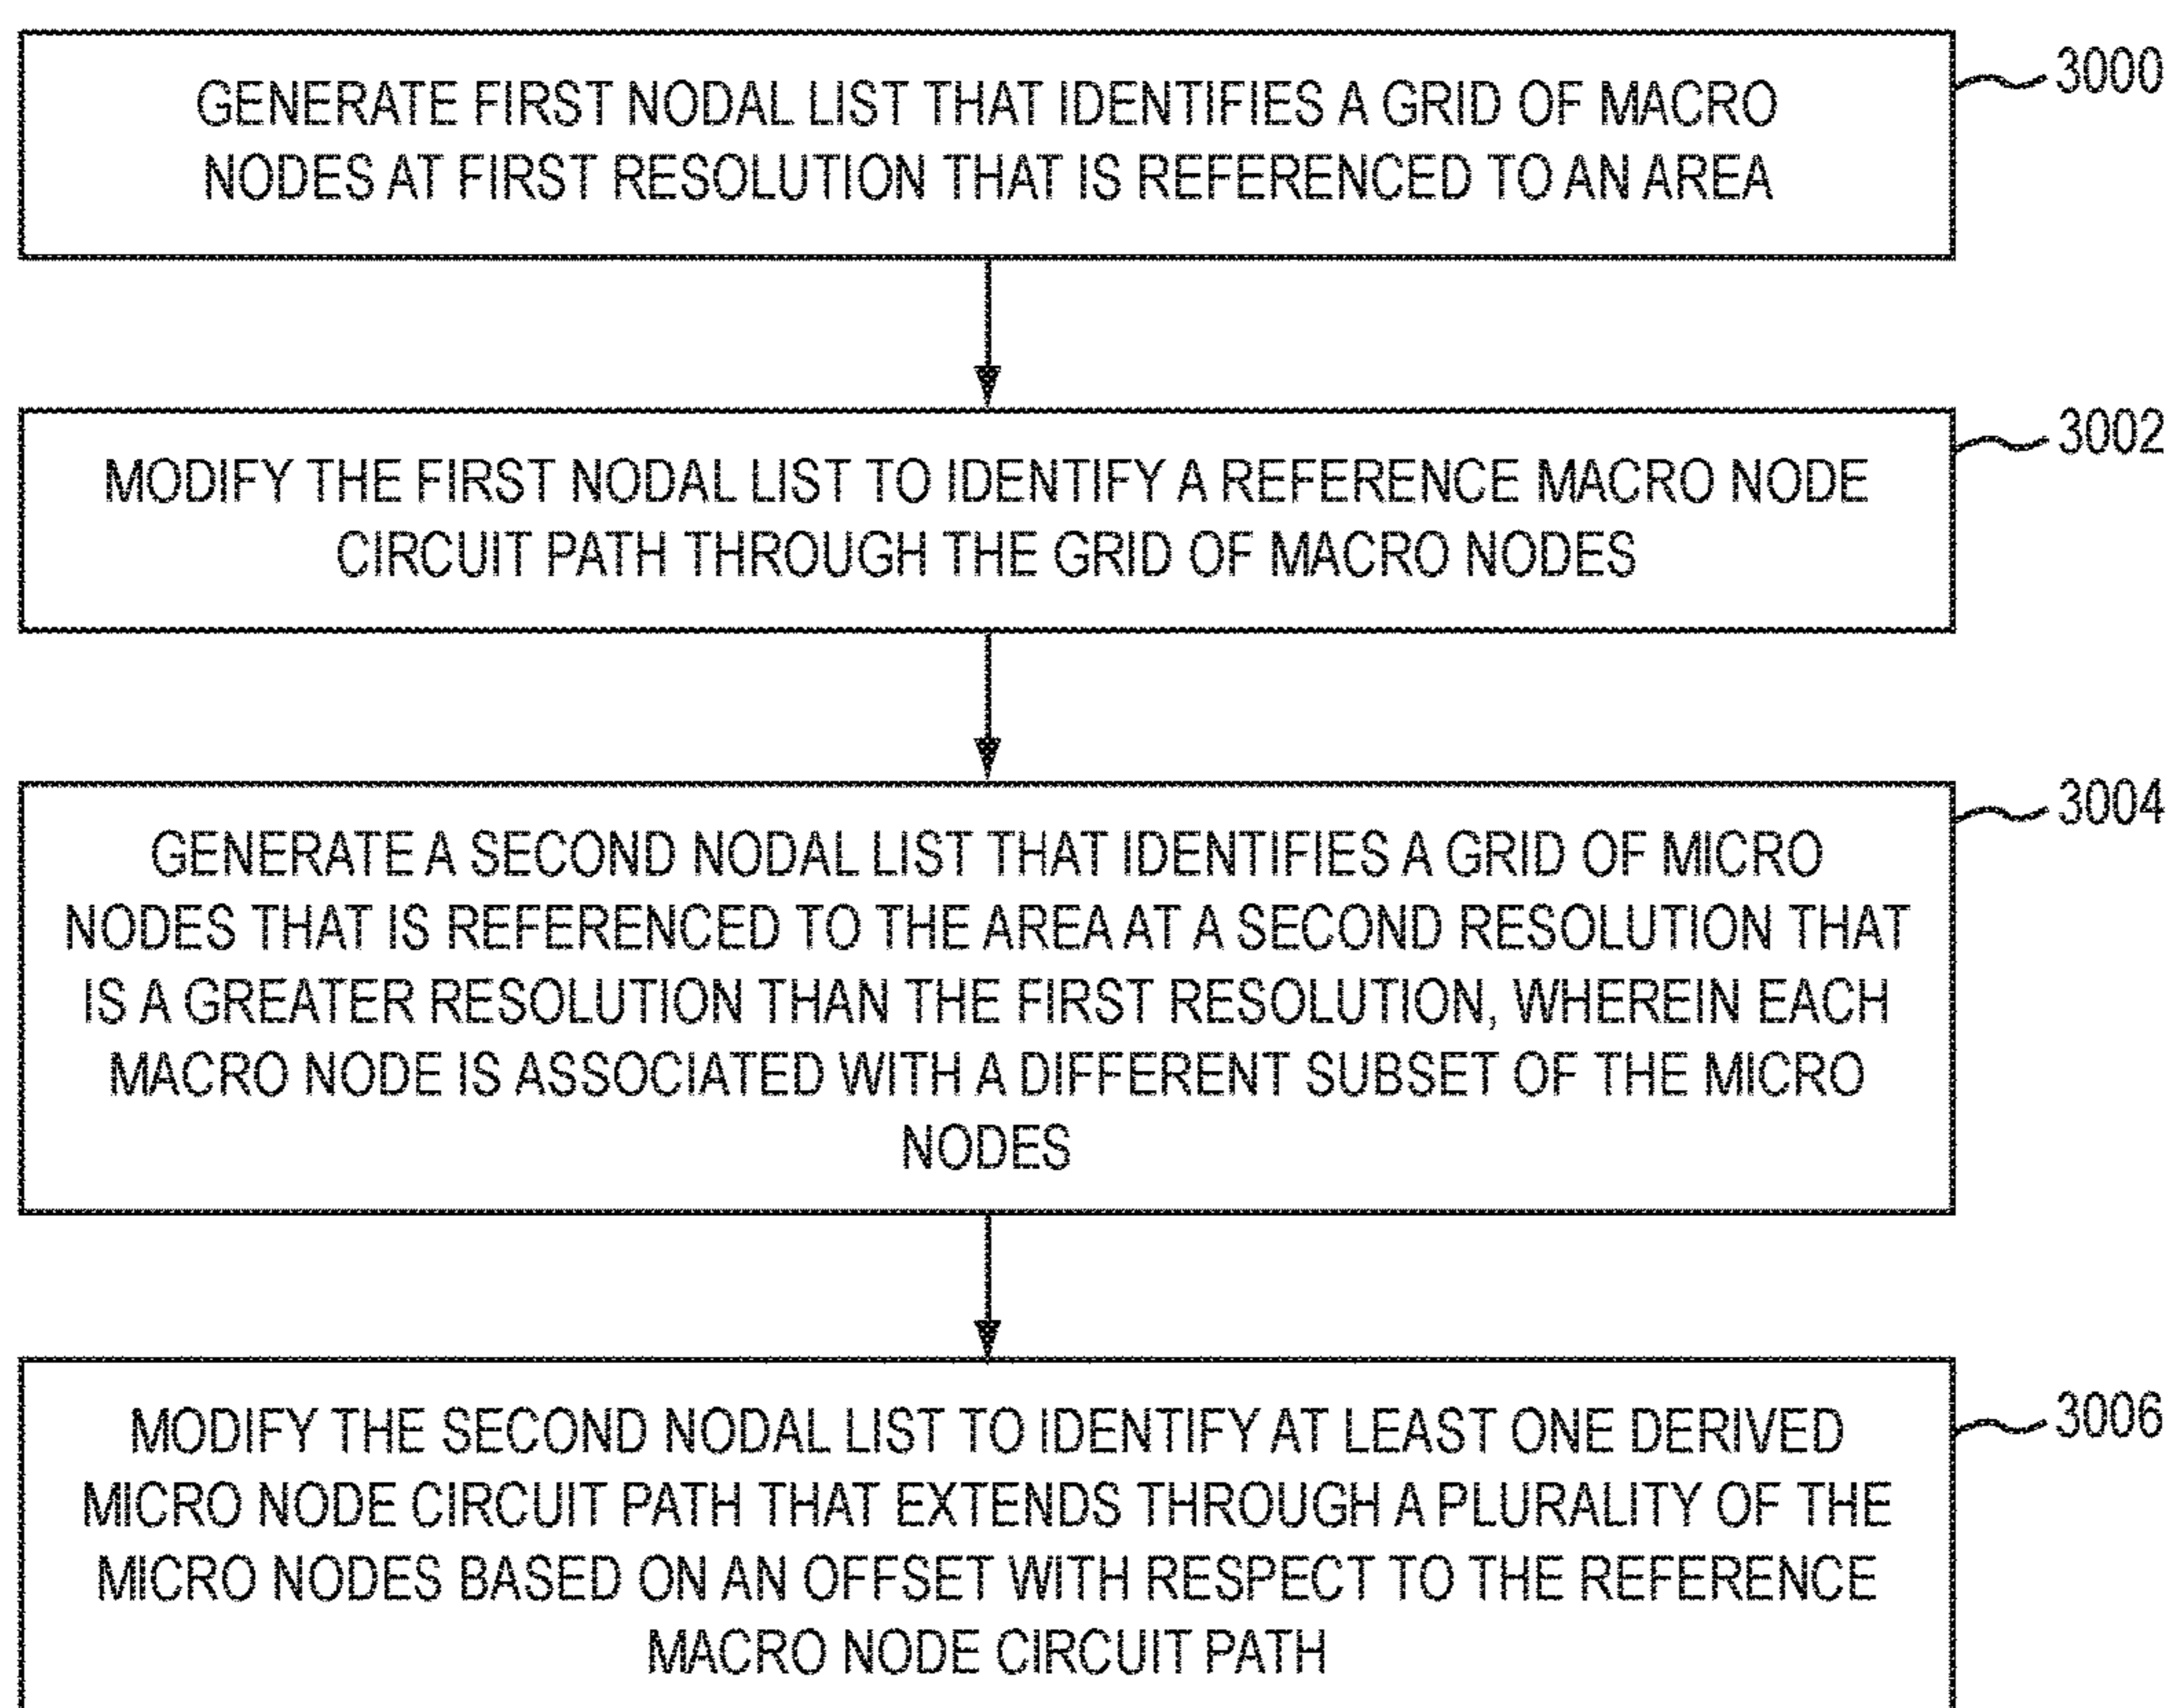 GENERATE FIRST NODAL LIST THAT IDENTIFIES A GRID OF MACRO
NODES AT FIRST RESOLUTION THAT IS REFERENCED TO AN AREA
3000
MODIFY THE FIRST NODAL LIST TO IDENTIFY A REFERENCE MACRO NODE
CIRCUIT PATH THROUGH THE GRID OF MACRO NODES
3002
GENERATE A SECOND NODAL LIST THAT IDENTIFIES A GRID OF MICRO
NODES THAT IS REFERENCED TO THE AREA AT A SECOND RESOLUTION THAT
IS A GREATER RESOLUTION THAN THE FIRST RESOLUTION, WHEREIN EACH
MACRO NODE IS ASSOCIATED WITH A DIFFERENT SUBSET OF THE MICRO
NODES
3004
MODIFY THE SECOND NODAL LIST TO IDENTIFY AT LEAST ONE DERIVED
MICRO NODE CIRCUIT PATH THAT EXTENDS THROUGH A PLURALITY OF THE
MICRO NODES BASED ON AN OFFSET WITH RESPECT TO THE REFERENCE
MACRO NODE CIRCUIT PATH
3006